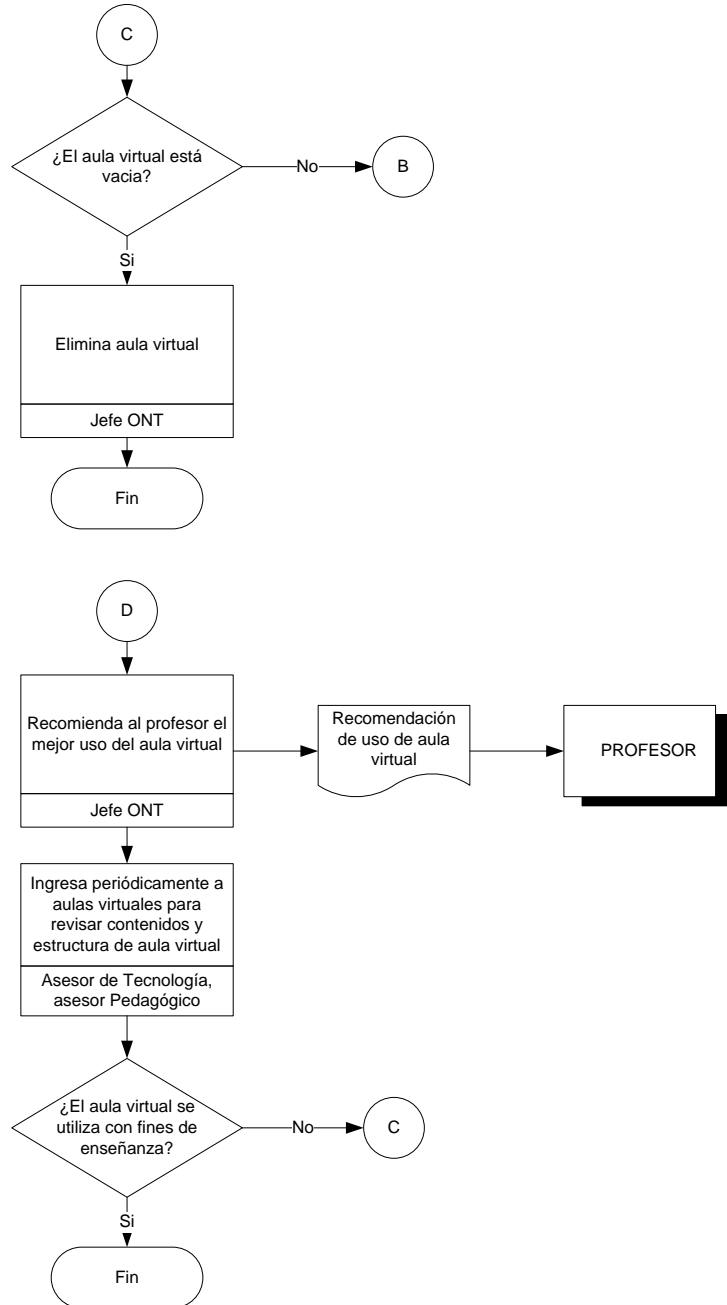 C
¿El aula virtual está
vacia?
No
B
Si
Elimina aula virtual
Jefe ONT
Fin
D
Recomienda al profesor el
mejor uso del aula virtual
Jefe ONT
Recomendación
de uso de aula
virtual
PROFESOR
Ingresa periódicamente a
aulas virtuales para
revisar contenidos y
estructura de aula virtual
Asesor de Tecnología,
asesor Pedagógico
¿El aula virtual se
utiliza con fines de
enseñanza?
No
C
Si
Fin